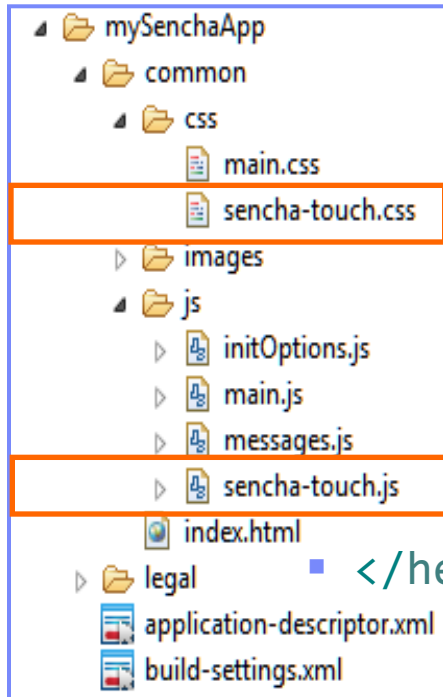 mySenchaApp
common
css
main.css
sencha-touch.css
images
js
initOptions.js
main.js
messages.js
sencha-touch.js
index.html
</he
legal
application-descriptor.xml
build-settings.xml